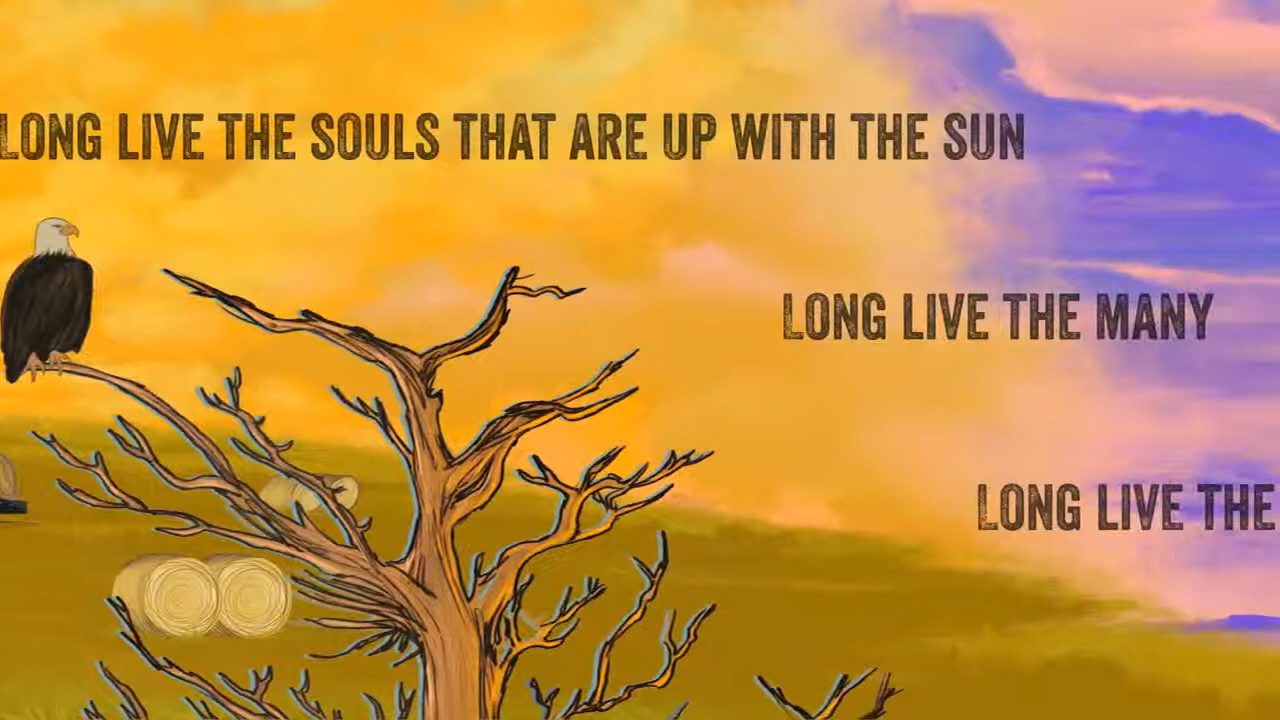 LONG LIVE THE SOULS THAT ARE UP WITH THE SUN
LONG LIVE THE MANY
LONG LIVE THE